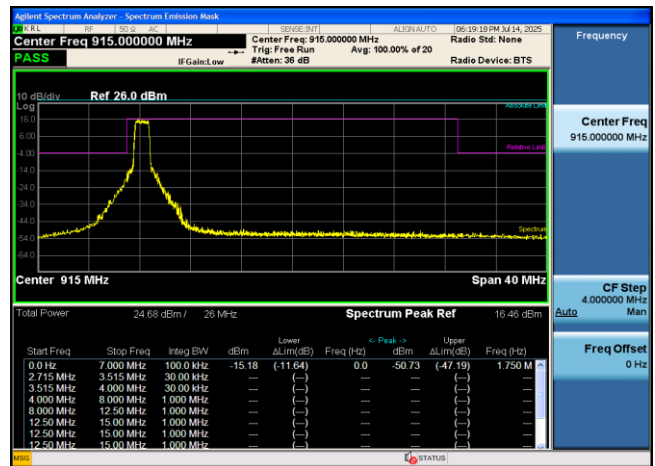 Agilent Spectrum Analyzer - Spectrum Emission Mask
KRL RF 50 Ω AC SENSE:INT ALIGN AUTO 06:19:18 PM Jul 14, 2025
Center Freq 915.000000 MHz
Center Freq: 915.000000 MHz
Radio Std: None
Trig: Free Run Avg: 100.00% of 20
PASS
IFGain:Low
#Atten: 36 dB
Radio Device: BTS
10 dB/div Ref 26.0 dBm
Log
Absolute Limit
16.0
6.00
Relative Limit
-4.00
-14.0
-24.0
-34.0
-44.0
Spectrum
-54.0
-64.0
Center 915 MHz
Span 40 MHz
Total Power 24.68 dBm / 26 MHz Spectrum Peak Ref 16.46 dBm
Lower <- Peak -> Upper
Start Freq Stop Freq Integ BW dBm ΔLim(dB) Freq (Hz) dBm ΔLim(dB) Freq (Hz)
0.0 Hz 7.000 MHz 100.0 kHz -15.18 (-11.64) 0.0 -50.73 (-47.19) 1.750 M
2.715 MHz 3.515 MHz 30.00 kHz --- (---) --- --- (---) ---
3.515 MHz 4.000 MHz 30.00 kHz --- (---) --- --- (---) ---
4.000 MHz 8.000 MHz 1.000 MHz --- (---) --- --- (---) ---
8.000 MHz 12.50 MHz 1.000 MHz --- (---) --- --- (---) ---
12.50 MHz 15.00 MHz 1.000 MHz --- (---) --- --- (---) ---
12.50 MHz 15.00 MHz 1.000 MHz --- (---) --- --- (---) ---
12.50 MHz 15.00 MHz 1.000 MHz --- (---) --- --- (---) ---
MSG
STATUS
Frequency
Center Freq
915.000000 MHz
CF Step
4.000000 MHz
Auto Man
Freq Offset
0 Hz